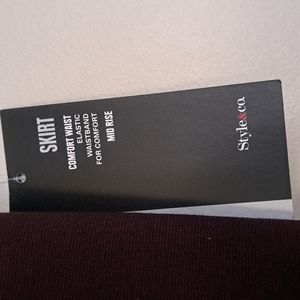 SKIRT
COMFORT WAIST
ELASTIC
WAISTBAND
FOR COMFORT
MID RISE
Style&co.